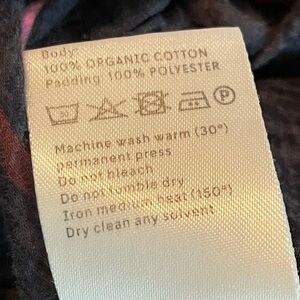 Body:
100% ORGANIC COTTON
Padding: 100% POLYESTER
30
P
Machine wash warm (30°)
permanent press
Do not bleach
Do not tumble dry
Iron medium heat (150°)
Dry clean any solvent